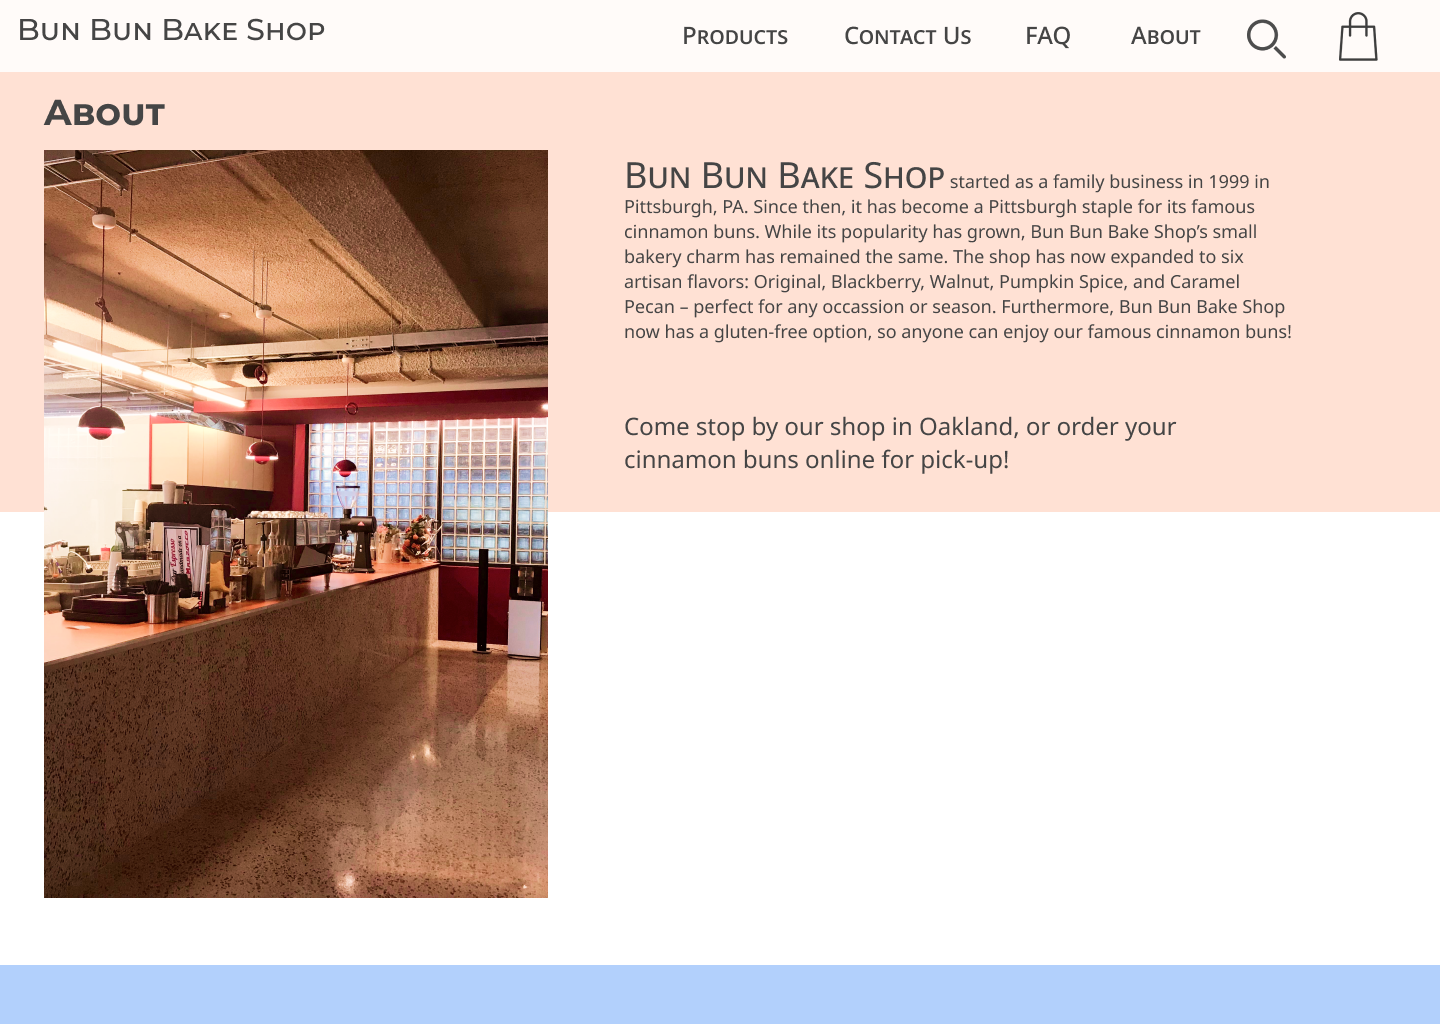 Bun Bun Bake Shop
Products Contact Us FAQ About
About
Bun Bun Bake Shop started as a family business in 1999 in
Pittsburgh, PA. Since then, it has become a Pittsburgh staple for its famous
cinnamon buns. While its popularity has grown, Bun Bun Bake Shop’s small
bakery charm has remained the same. The shop has now expanded to six
artisan flavors: Original, Blackberry, Walnut, Pumpkin Spice, and Caramel
Pecan – perfect for any occassion or season. Furthermore, Bun Bun Bake Shop
now has a gluten-free option, so anyone can enjoy our famous cinnamon buns!
Come stop by our shop in Oakland, or order your
cinnamon buns online for pick-up!